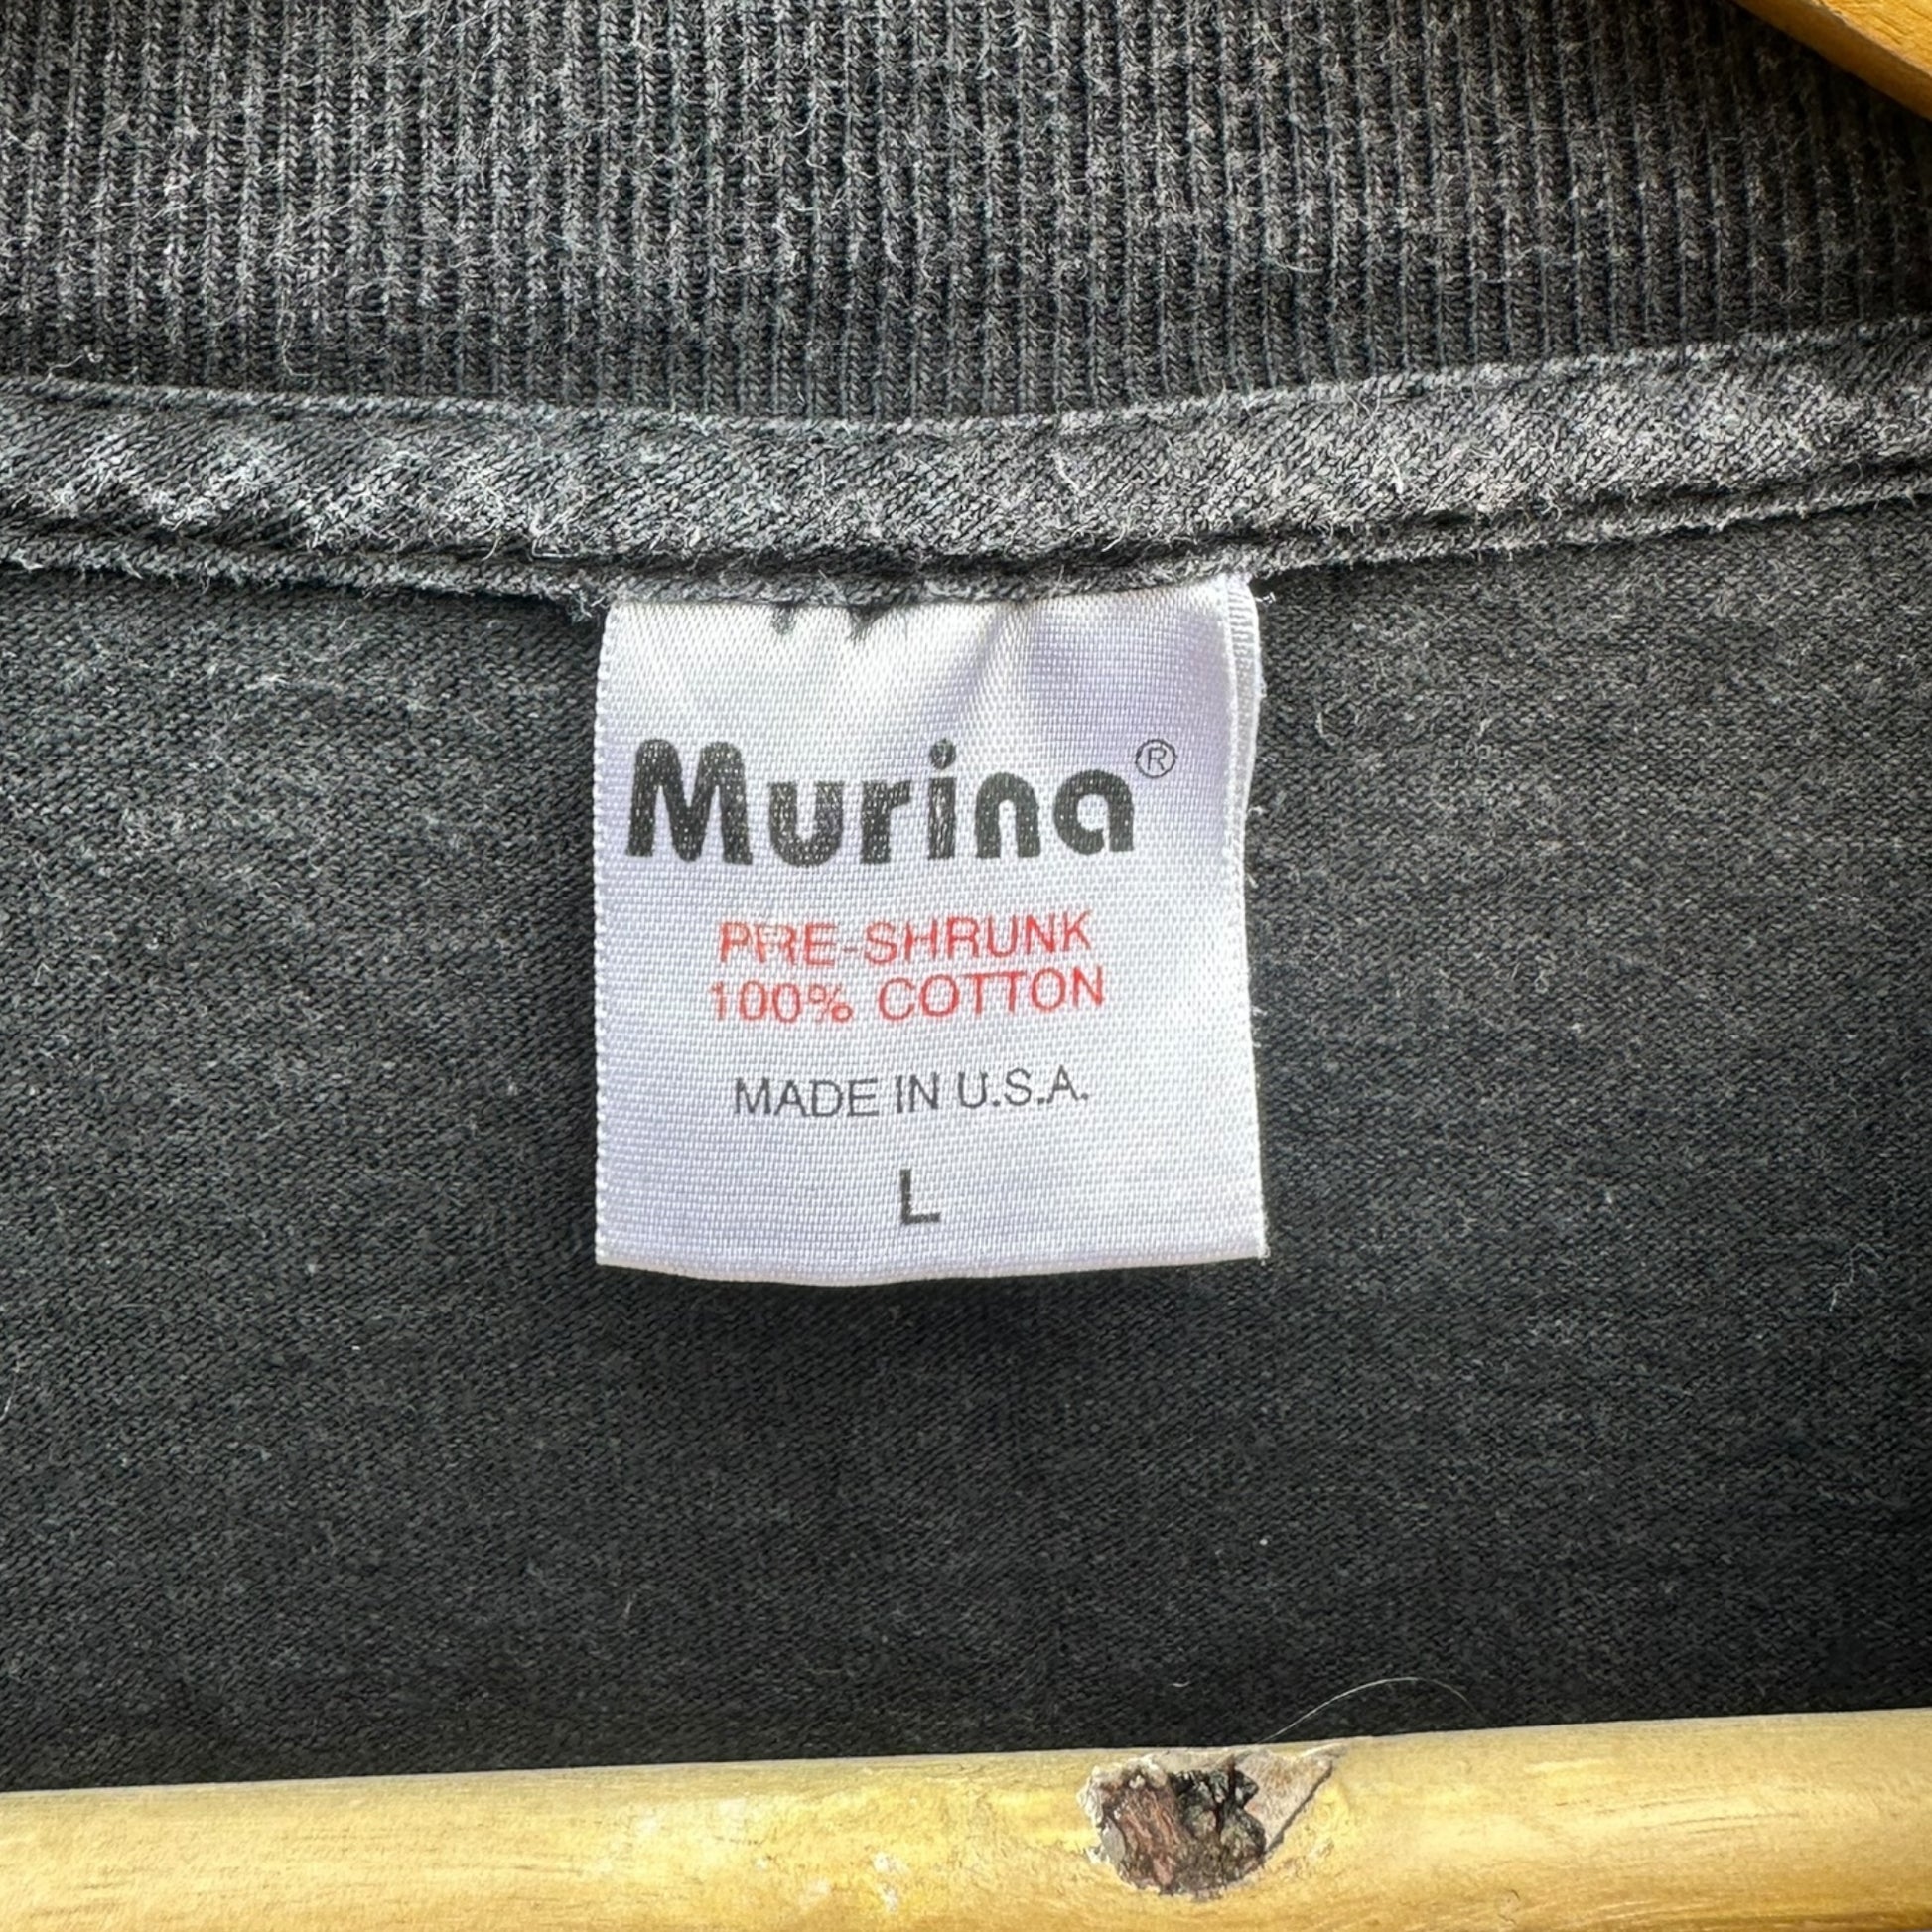 Murina®
PRE-SHRUNK
100% COTTON
MADE IN U.S.A.
L